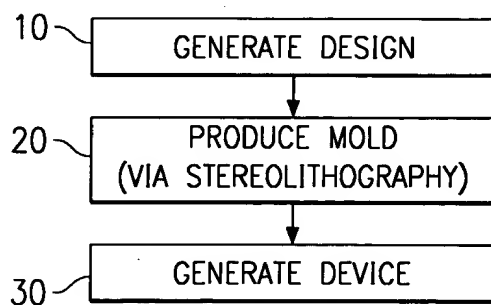 10
GENERATE DESIGN
20
PRODUCE MOLD
(VIA STEREOLITHOGRAPHY)
30
GENERATE DEVICE